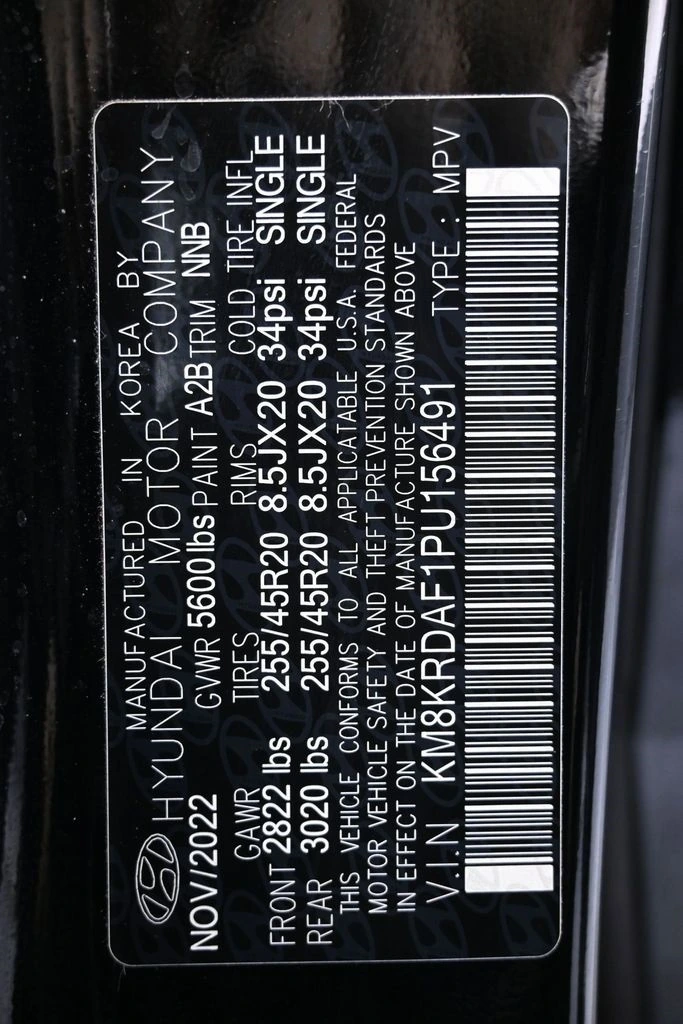 MANUFACTURED IN KOREA BY
HYUNDAI MOTOR COMPANY
NOV/2022 GVWR 5600lbs PAINT A2B TRIM NNB
GAWR TIRES RIMS COLD TIRE INFL
FRONT 2822 lbs 255/45R20 8.5JX20 34psi SINGLE
REAR 3020 lbs 255/45R20 8.5JX20 34psi SINGLE
THIS VEHICLE CONFORMS TO ALL APPLICATABLE U.S.A. FEDERAL
MOTOR VEHICLE SAFETY AND THEFT PREVENTION STANDARDS
IN EFFECT ON THE DATE OF MANUFACTURE SHOWN ABOVE
V.I.N KM8KRDAF1PU156491 TYPE : MPV